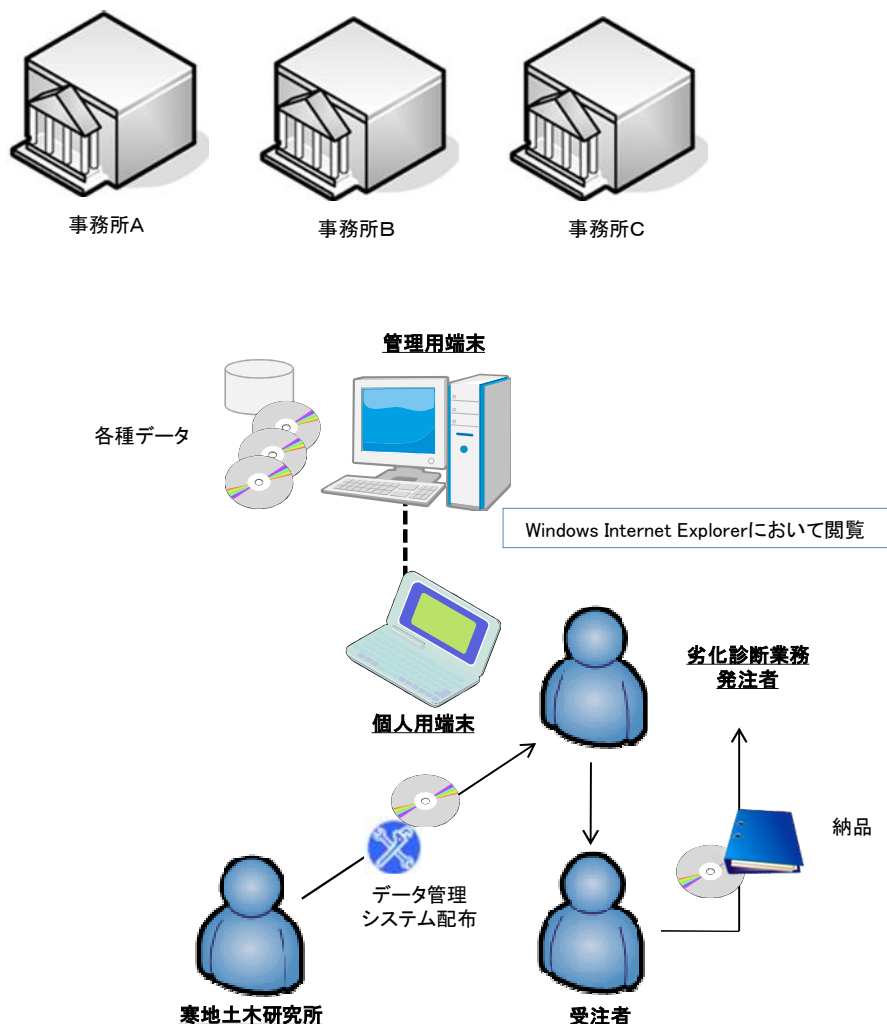 事務所A
事務所B
事務所C
管理用端末
各種データ
Windows Internet Explorerにおいて閲覧
劣化診断業務
発注者
個人用端末
納品
データ管理
システム配布
寒地土木研究所
受注者